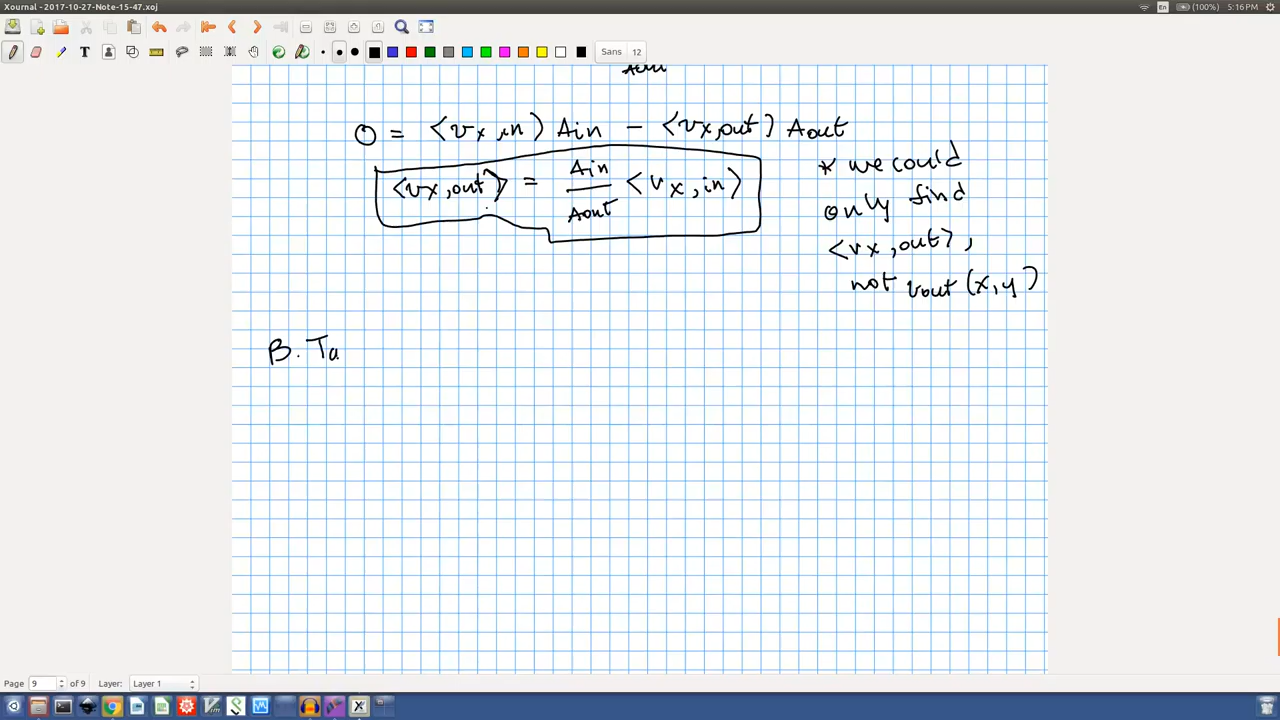 Xournal - 2017-10-27-Note-15-47.xoj
En
(100%)
5:16 PM
Sans 12
Aout
0 = <vx,in> Ain - <vx,out> Aout
<vx,out> = Ain/Aout <vx,in>
* we could
only find
<vx,out>,
not vout(x,y)
B. Ta
Page 9 of 9 Layer: Layer 1